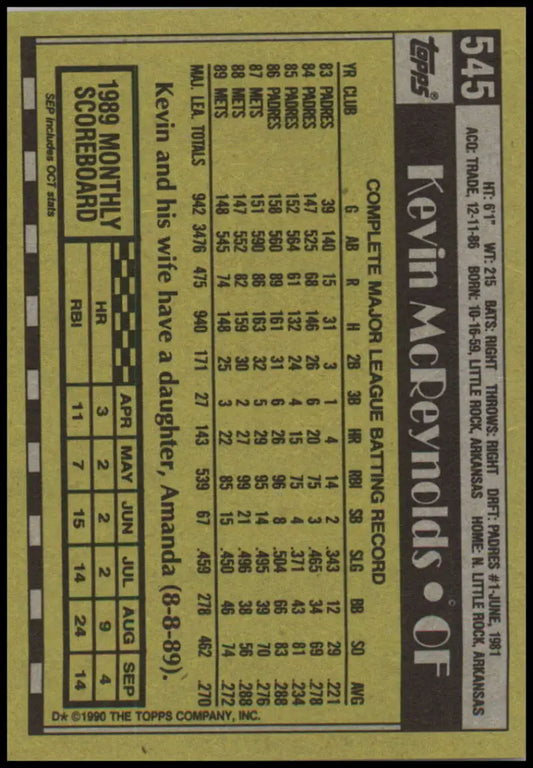 545
HT: 6'1" WT: 215 BATS: RIGHT THROWS: RIGHT DRFT: PADRES #1-JUNE, 1981
ACQ: TRADE, 12-11-86 BORN: 10-16-59, LITTLE ROCK, ARKANSAS HOME: N. LITTLE ROCK, ARKANSAS
Topps® Kevin McReynolds • OF
©
COMPLETE MAJOR LEAGUE BATTING RECORD
YR CLUB G AB R H 2B 3B HR RBI SB SLG BB SO AVG
83 PADRES 39 140 15 31 3 1 4 14 2 .343 12 29 .221
84 PADRES 147 525 68 146 26 6 20 75 3 .465 34 69 .278
85 PADRES 152 564 61 132 24 4 15 75 4 .371 43 81 .234
86 PADRES 158 560 89 161 31 6 26 96 8 .504 66 83 .288
87 METS 151 590 86 163 32 5 29 95 14 .495 39 70 .276
88 METS 147 552 82 159 30 2 27 99 21 .496 38 56 .288
89 METS 148 545 74 148 25 3 22 85 15 .450 46 74 .272
MAJ. LEA. TOTALS 942 3476 475 940 171 27 143 539 67 .459 278 462 .270
Kevin and his wife have a daughter, Amanda (8-8-89).
1989 MONTHLY
SCOREBOARD
APR MAY JUN JUL AUG SEP
HR 3 2 2 2 9 4
RBI 11 7 15 14 24 14
SEP includes OCT stats
D* ©1990 THE TOPPS COMPANY, INC.